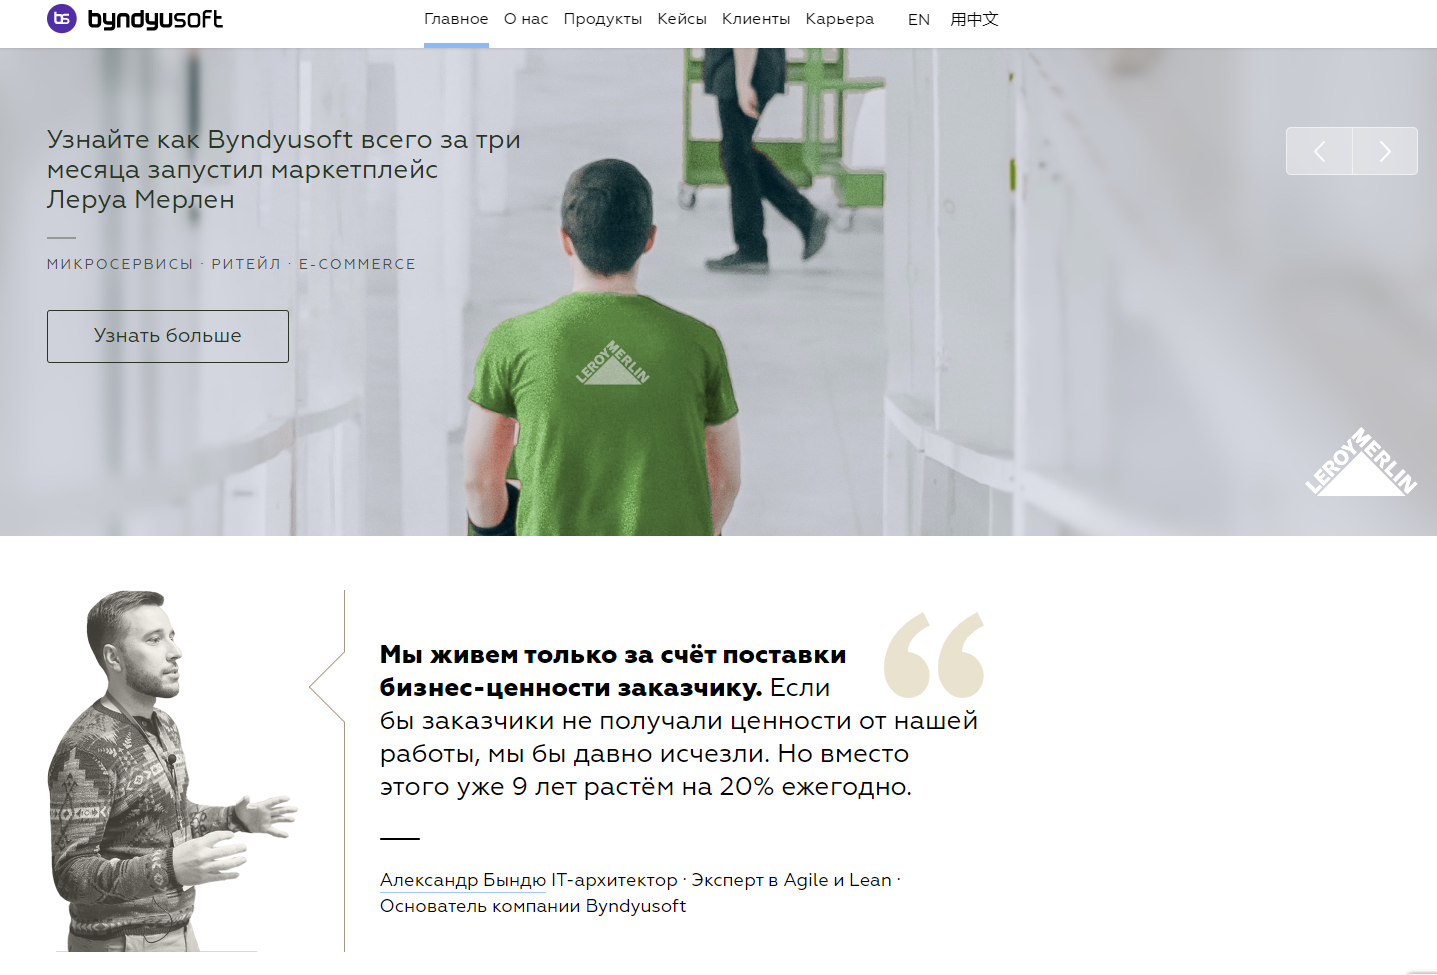 bs byndyusoft
Главное О нас Продукты Кейсы Клиенты Карьера EN 用中文
Узнайте как Byndyusoft всего за три
месяца запустил маркетплейс
Леруа Мерлен
МИКРОСЕРВИСЫ · РИТЕЙЛ · E-COMMERCE
Узнать больше
LEROY MERLIN
LEROY MERLIN
Мы живем только за счёт поставки
бизнес-ценности заказчику. Если
бы заказчики не получали ценности от нашей
работы, мы бы давно исчезли. Но вместо
этого уже 9 лет растём на 20% ежегодно.
Александр Бындю IT-архитектор · Эксперт в Agile и Lean ·
Основатель компании Byndyusoft